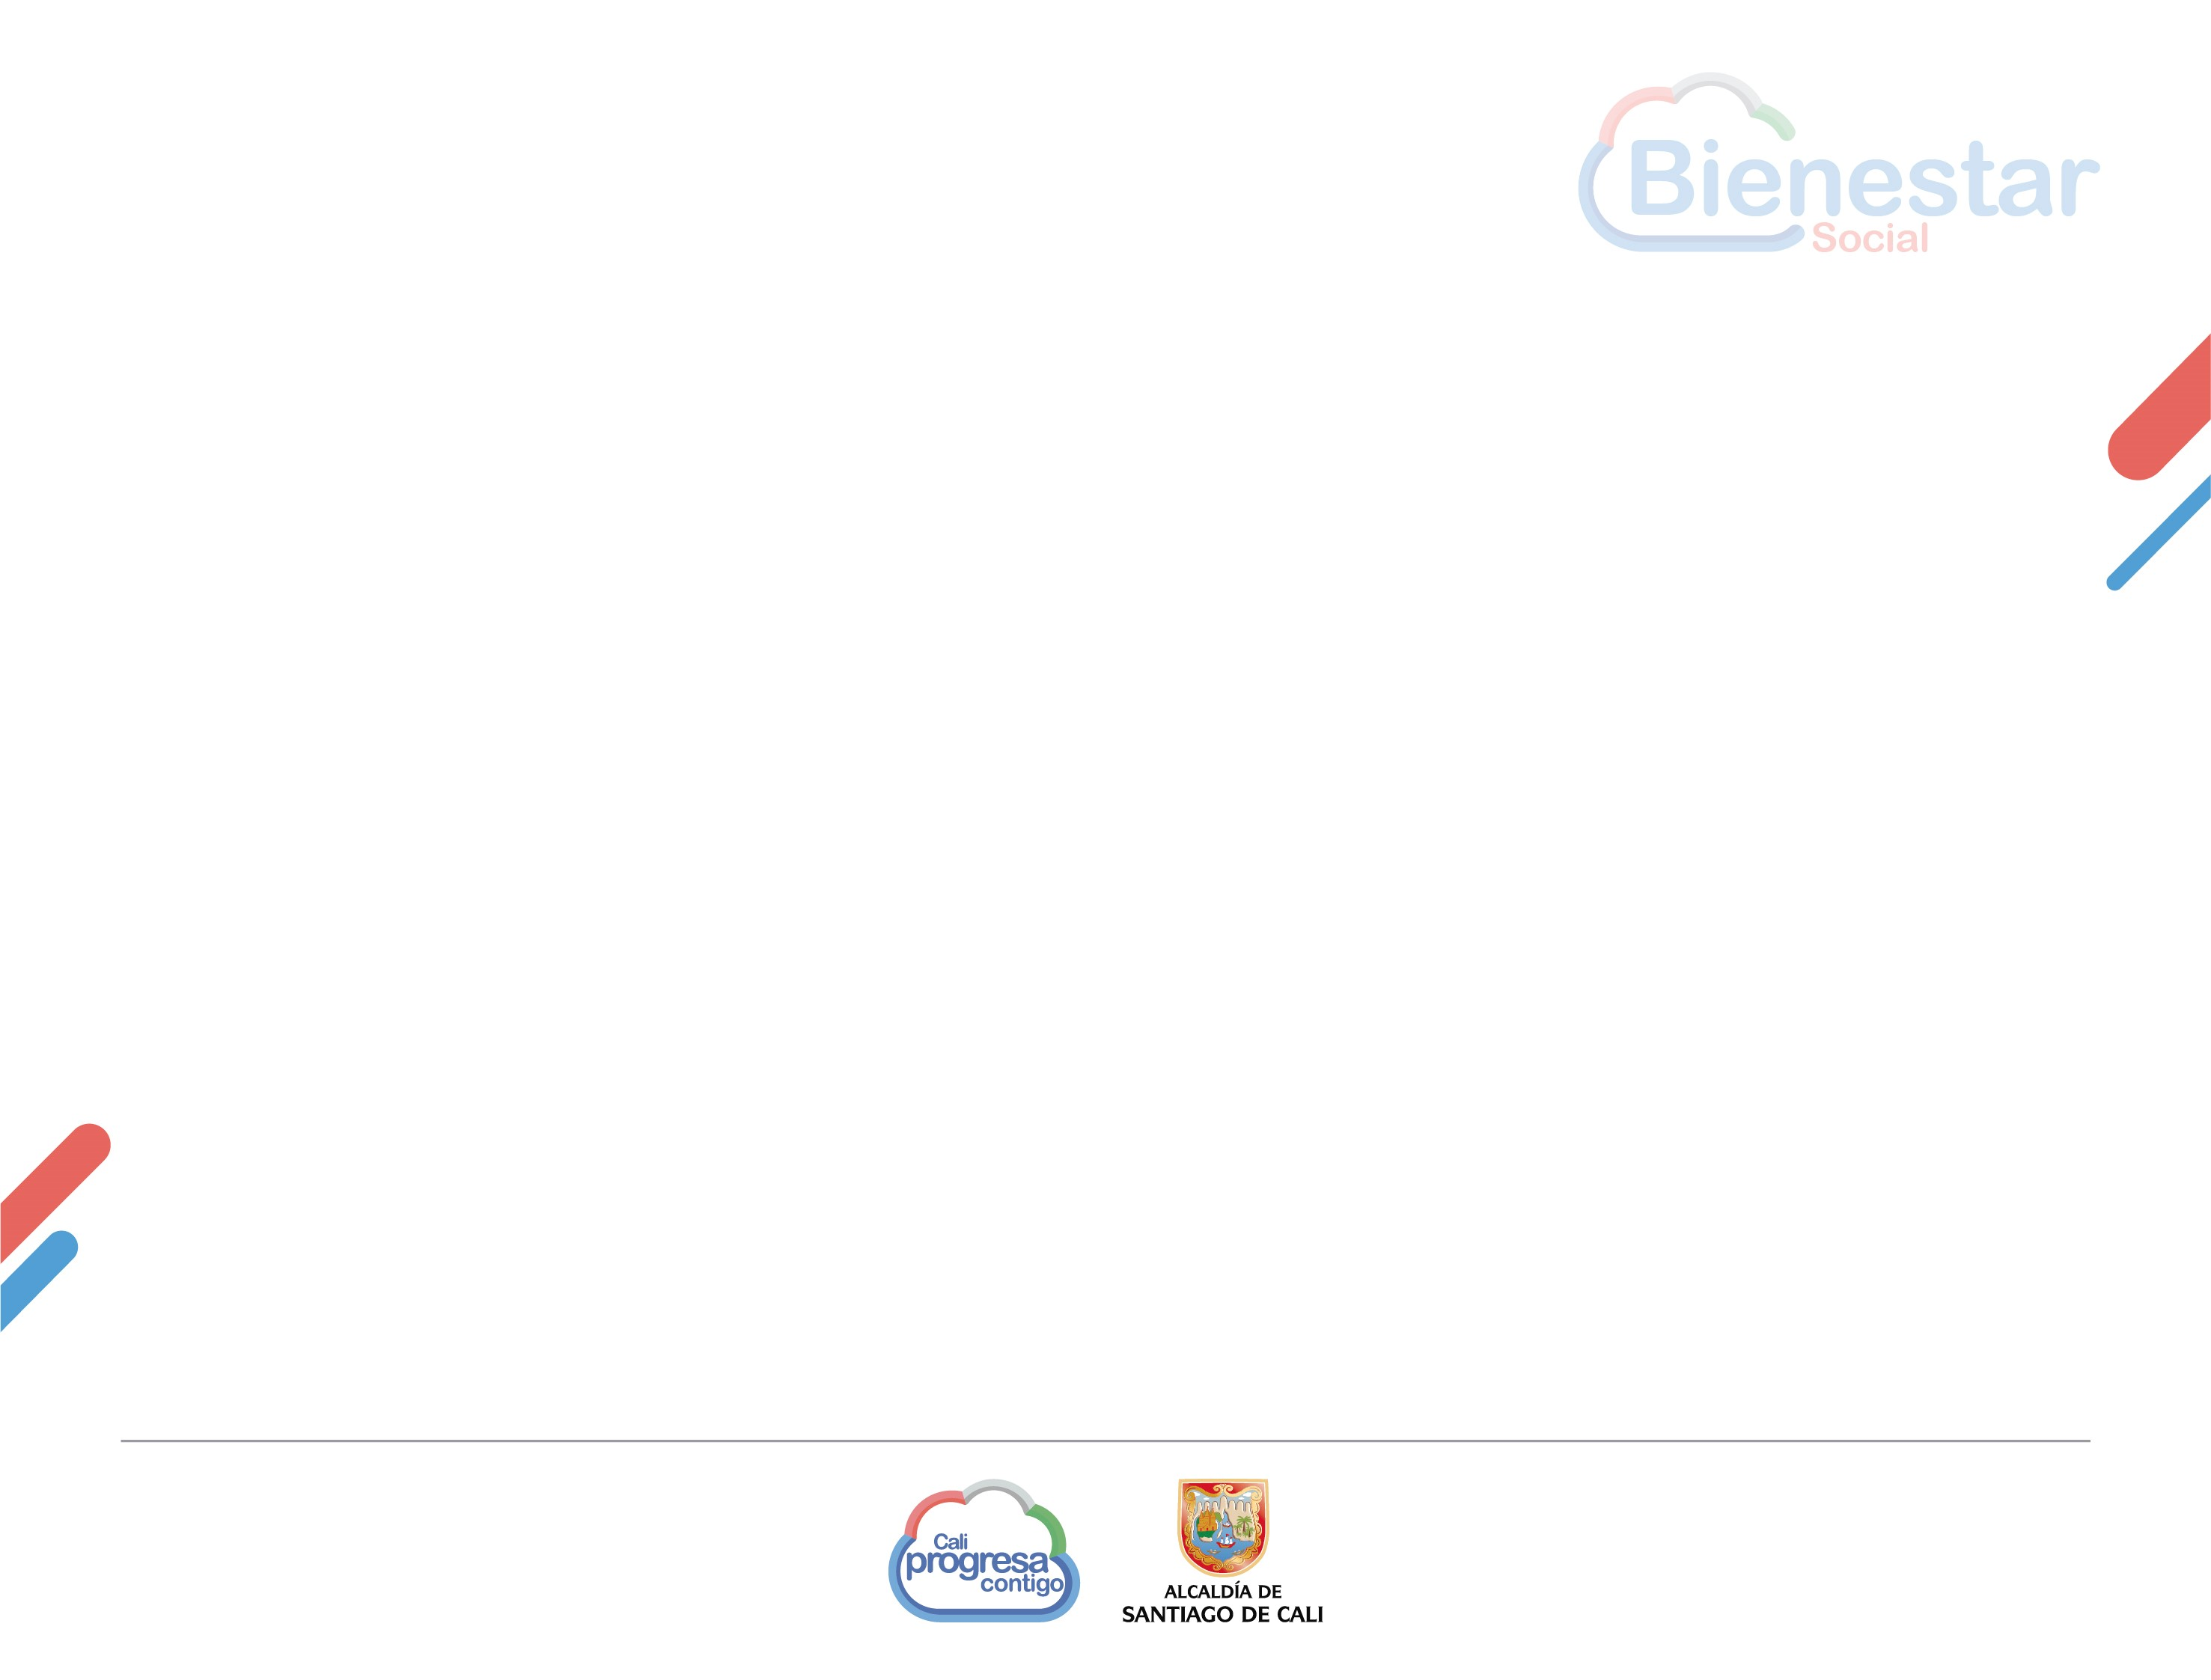 Bienestar
Social
Cali
progresa
contigo
ALCALDÍA DE
SANTIAGO DE CALI